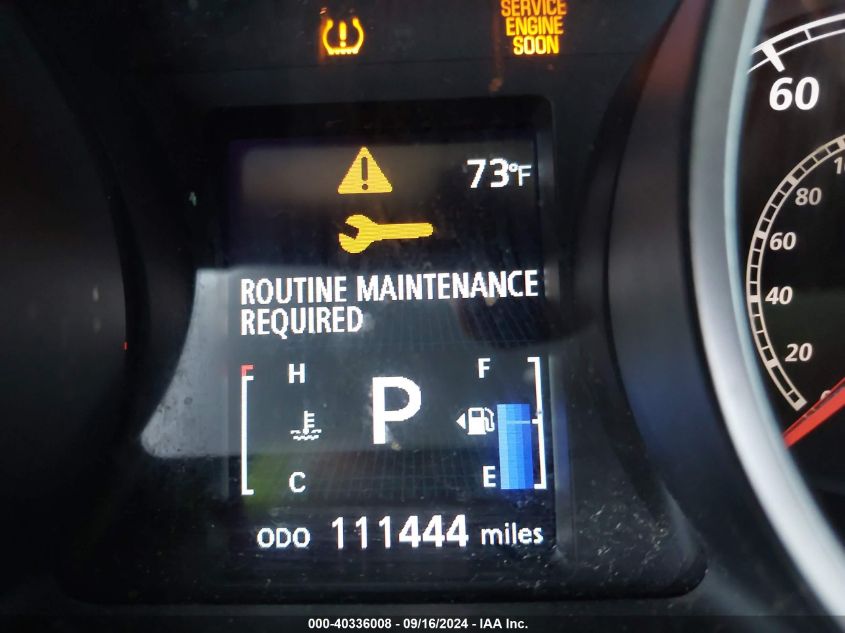 SERVICE
ENGINE
SOON
60
73°F
80
60
ROUTINE MAINTENANCE
REQUIRED
40
20
H
F
P
C
E
ODO 111444 miles
000-40336008 - 09/16/2024 - IAA Inc.